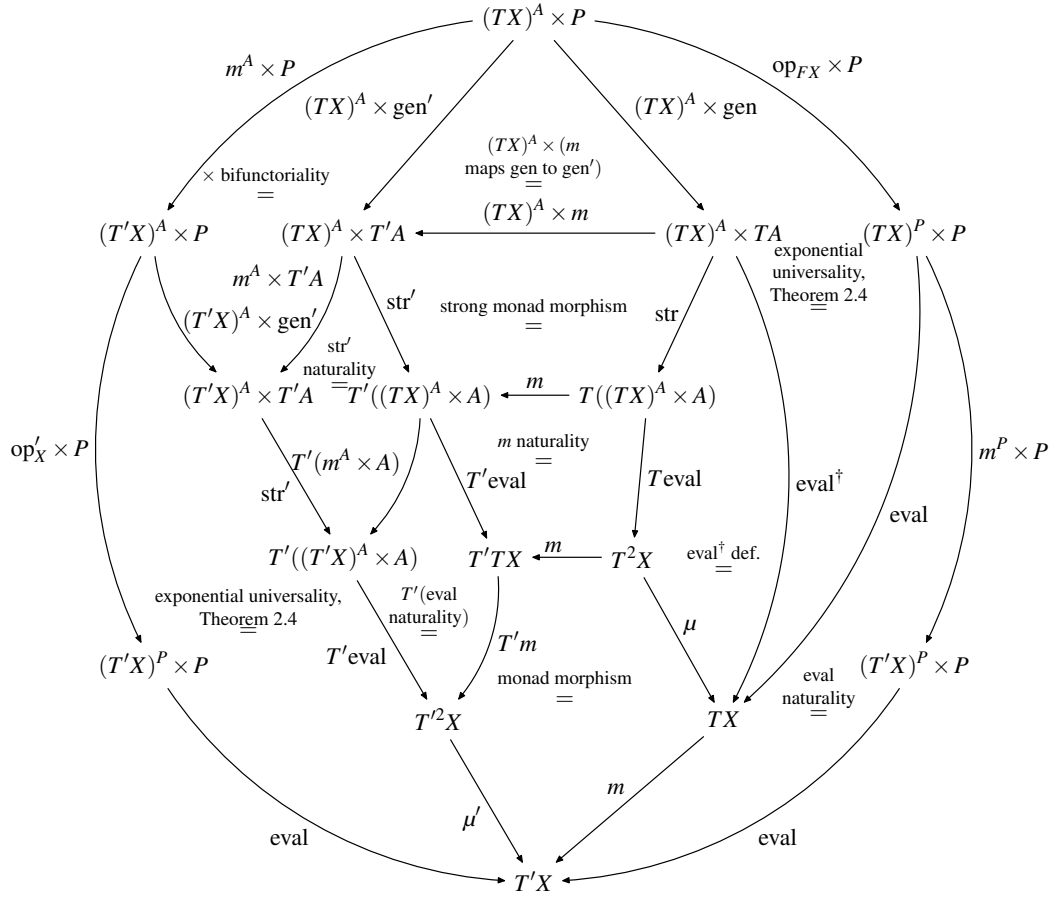 (TX)^A × P
m^A × P
op_{FX} × P
(TX)^A × gen′
(TX)^A × gen
(TX)^A × (m
maps gen to gen′)
=
× bifunctoriality
=
(TX)^A × m
(T′X)^A × P
(TX)^A × T′A
(TX)^A × TA
(TX)^P × P
exponential
universality,
Theorem 2.4
=
m^A × T′A
(T′X)^A × gen′
str′
strong monad morphism
=
str
str′
naturality
=
(T′X)^A × T′A
T′((TX)^A × A)
m
T((TX)^A × A)
op′_X × P
m naturality
=
m^P × P
T′(m^A × A)
str′
T′eval
Teval
eval†
eval
T′((T′X)^A × A)
T′TX
m
T²X
eval† def.
=
exponential universality,
Theorem 2.4
=
T′(eval
naturality)
=
T′m
μ
T′eval
(T′X)^P × P
monad morphism
=
eval
naturality
=
(T′X)^P × P
T′²X
TX
m
μ′
eval
eval
T′X